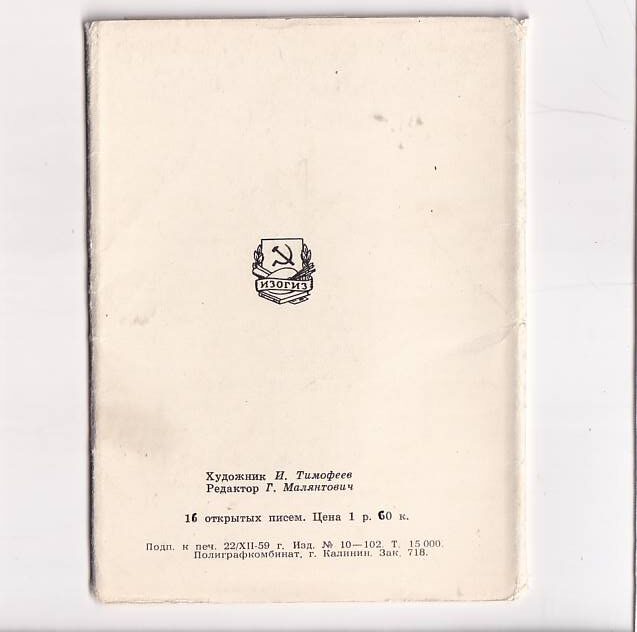 ИЗОГИЗ
Художник И. Тимофеев
Редактор Г. Малянтович
16 открытых писем. Цена 1 р. 60 к.
Подп. к печ. 22/XII-59 г. Изд. № 10—102. Т. 15 000.
Полиграфкомбинат, г. Калинин. Зак. 718.